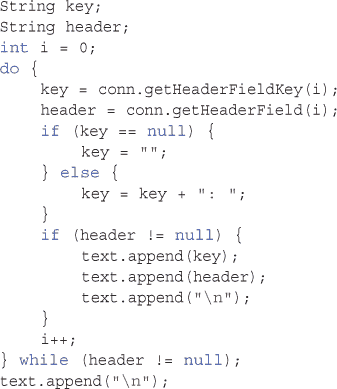 String key;
String header;
int i = 0;
do {
    key = conn.getHeaderFieldKey(i);
    header = conn.getHeaderField(i);
    if (key == null) {
        key = "";
    } else {
        key = key + ": ";
    }
    if (header != null) {
        text.append(key);
        text.append(header);
        text.append("\n");
    }
    i++;
} while (header != null);
text.append("\n");